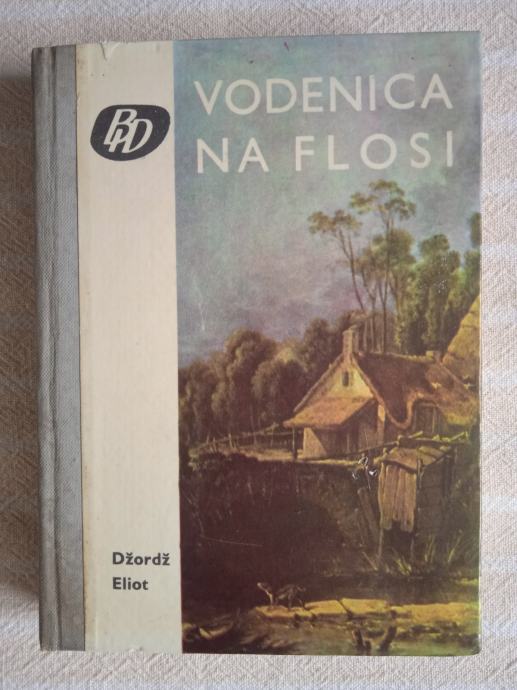 BD
VODENICA
NA FLOSI
Džordž
Eliot